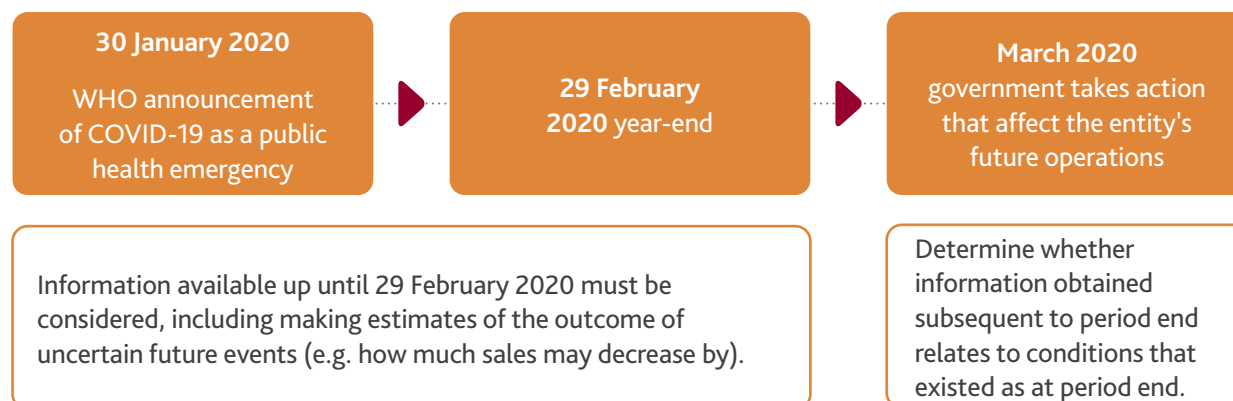 30 January 2020
WHO announcement
of COVID-19 as a public
health emergency
29 February
2020 year-end
March 2020
government takes action
that affect the entity's
future operations
Information available up until 29 February 2020 must be
considered, including making estimates of the outcome of
uncertain future events (e.g. how much sales may decrease by).
Determine whether
information obtained
subsequent to period end
relates to conditions that
existed as at period end.